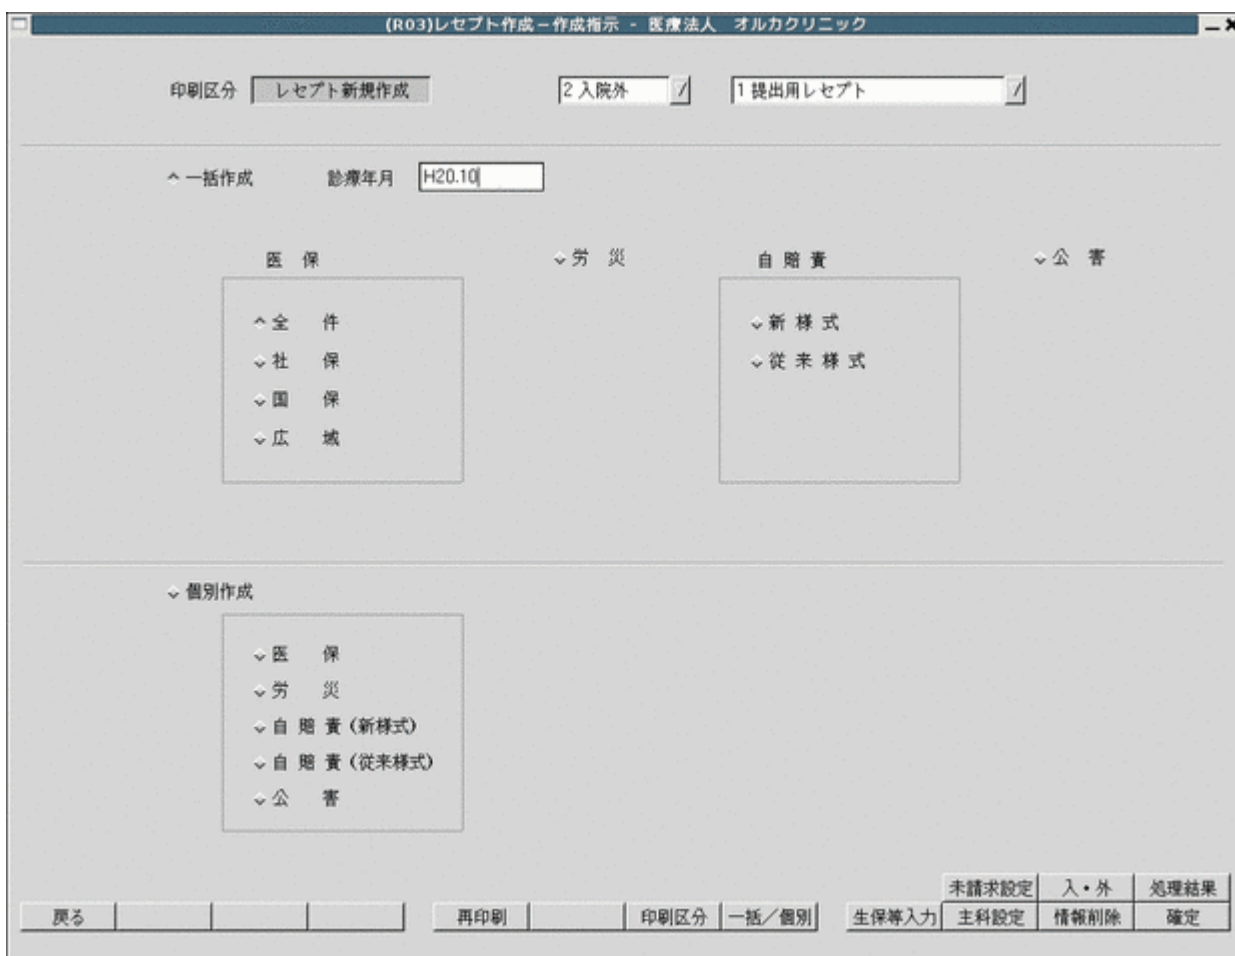 (R03)レセプト作成－作成指示 - 医療法人 オルカクリニック
印刷区分 レセプト新規作成 2 入院外 1 提出用レセプト
一括作成 診療年月 H20.10
医 保 労 災 自 賠 責 公 害
全 件 新 様 式
社 保 従 来 様 式
国 保
広 域
個別作成
医 保
労 災
自 賠 責 (新様式)
自 賠 責 (従来様式)
公 害
未請求設定 入・外 処理結果
戻る 再印刷 印刷区分 一括／個別 生保等入力 主科設定 情報削除 確定